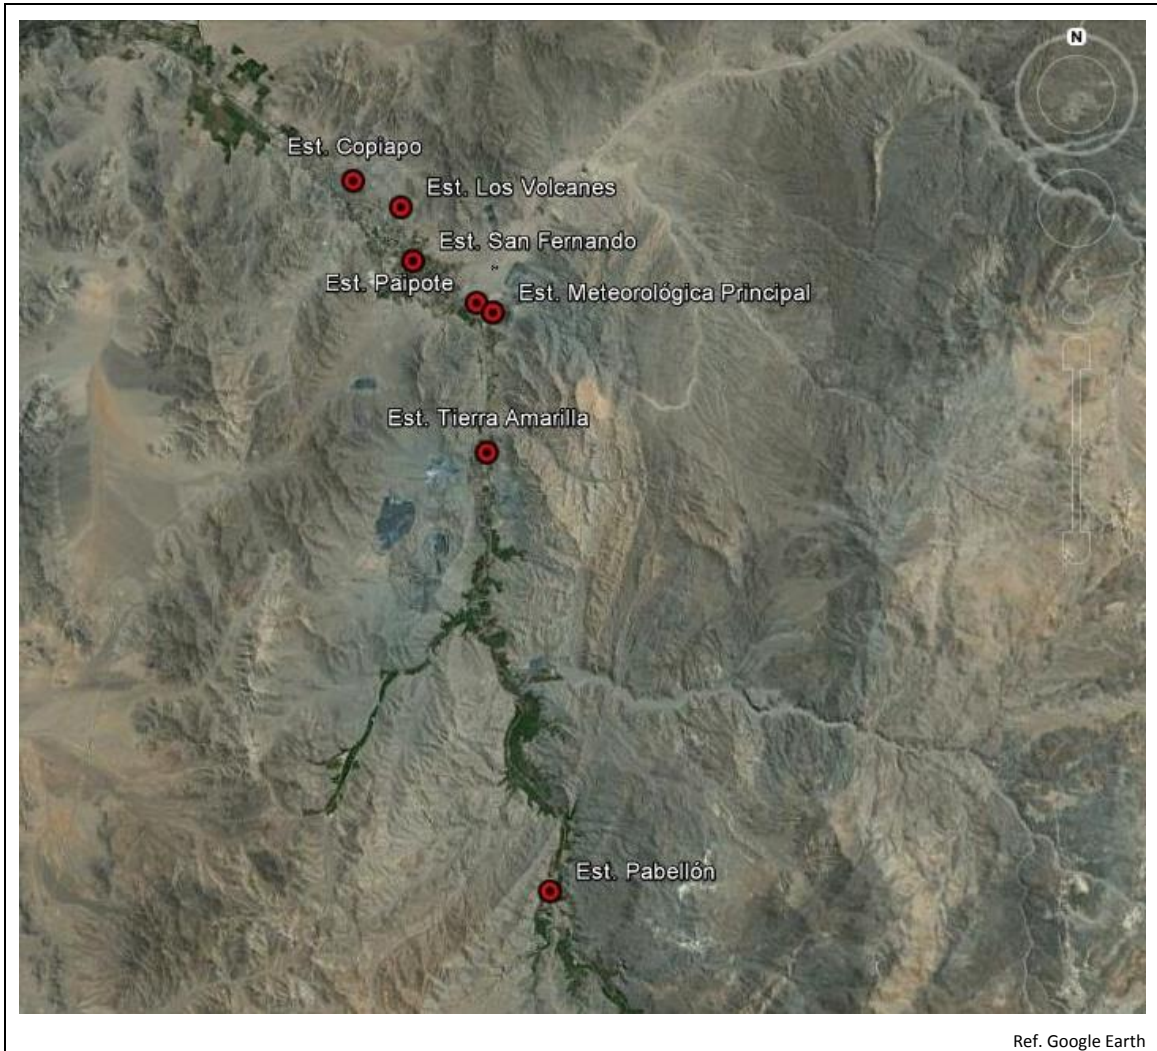 N
Est. Copiapo
Est. Los Volcanes
Est. San Fernando
Est. Paipote
Est. Meteorológica Principal
Est. Tierra Amarilla
Est. Pabellón
Ref. Google Earth